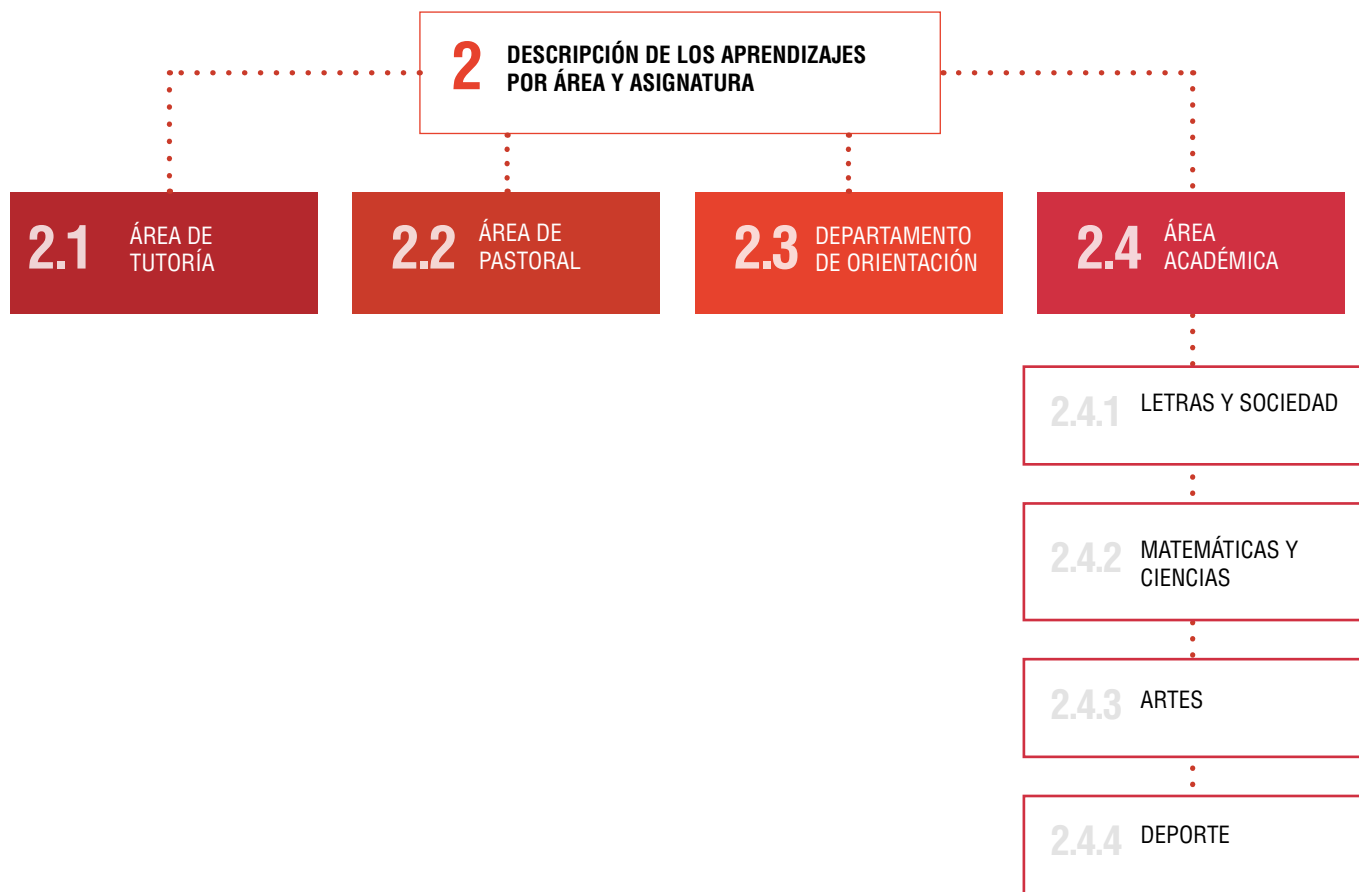 2 DESCRIPCIÓN DE LOS APRENDIZAJES
POR ÁREA Y ASIGNATURA
2.1 ÁREA DE
TUTORÍA
2.2 ÁREA DE
PASTORAL
2.3 DEPARTAMENTO
DE ORIENTACIÓN
2.4 ÁREA
ACADÉMICA
2.4.1 LETRAS Y SOCIEDAD
2.4.2 MATEMÁTICAS Y
CIENCIAS
2.4.3 ARTES
2.4.4 DEPORTE